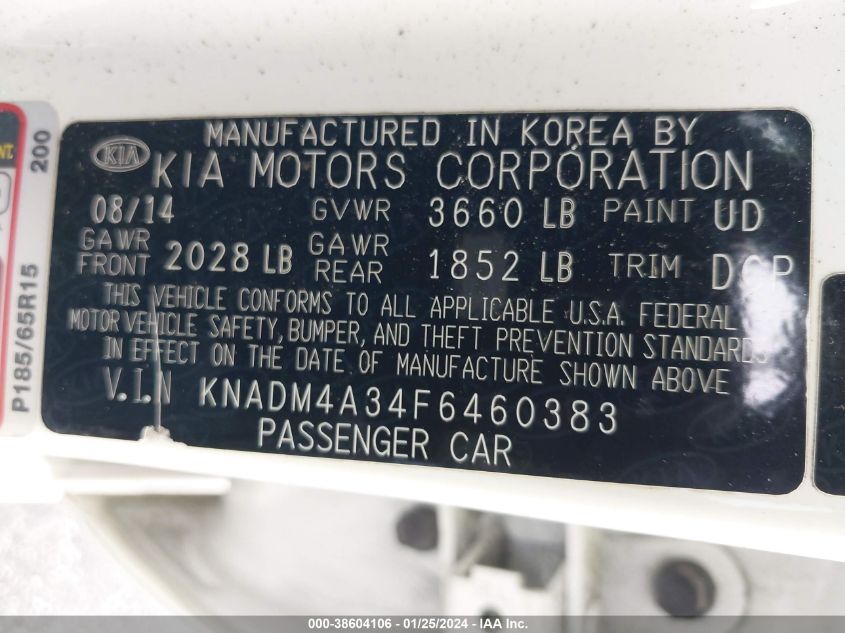 MANUFACTURED IN KOREA BY
KIA KIA MOTORS CORPORATION
08/14 GVWR 3660 LB PAINT UD
GAWR FRONT 2028 LB GAWR REAR 1852 LB TRIM
THIS VEHICLE CONFORMS TO ALL APPLICABLE U.S.A. FEDERAL
MOTOR VEHICLE SAFETY, BUMPER, AND THEFT PREVENTION STANDARDS
IN EFFECT ON THE DATE OF MANUFACTURE SHOWN ABOVE
V.I.N KNADM4A34F6460383
PASSENGER CAR
200
P185/65R15
000-38604106 - 01/25/2024 - IAA Inc.